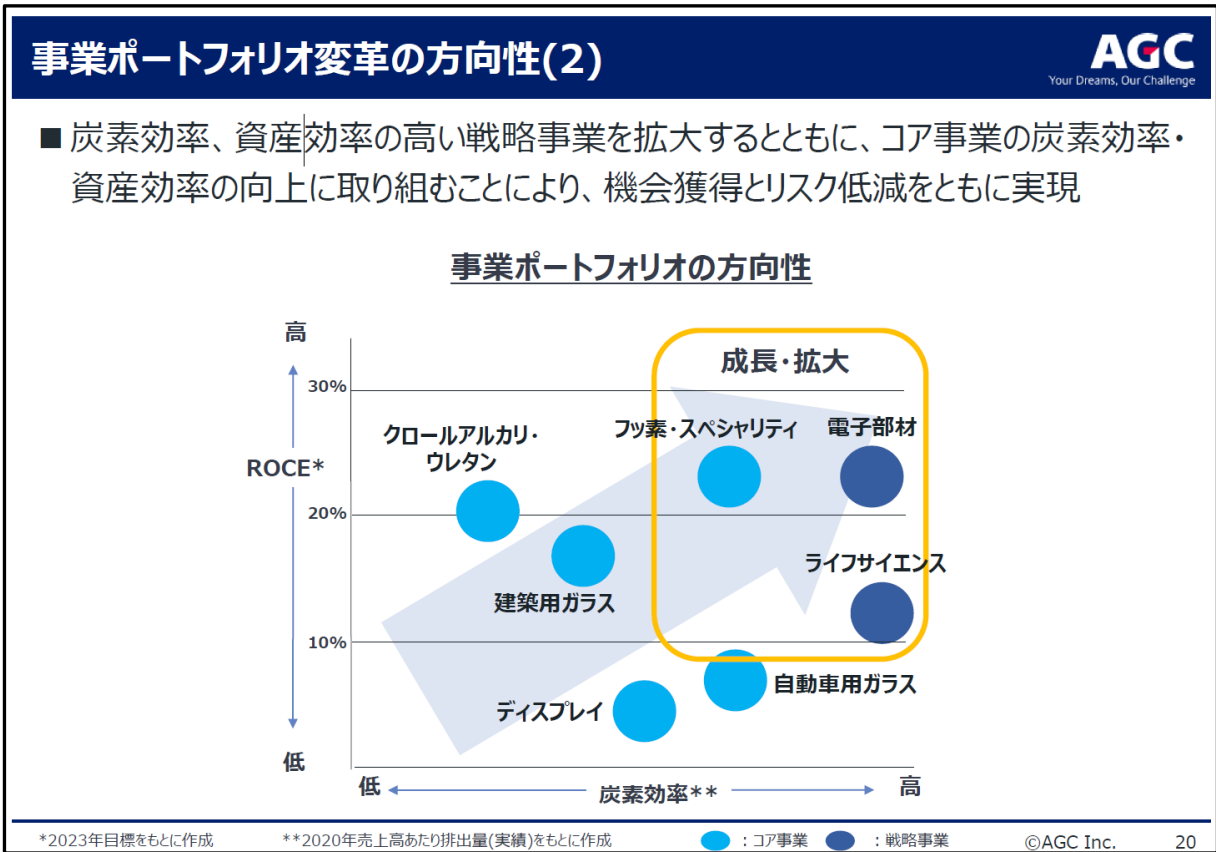 事業ポートフォリオ変革の方向性(2)
AGC
Your Dreams, Our Challenge
■ 炭素効率、資産効率の高い戦略事業を拡大するとともに、コア事業の炭素効率・
資産効率の向上に取り組むことにより、機会獲得とリスク低減をともに実現
事業ポートフォリオの方向性
高
成長・拡大
30%
クロールアルカリ・
ウレタン
フッ素・スペシャリティ
電子部材
ROCE*
20%
ライフサイエンス
建築用ガラス
10%
自動車用ガラス
ディスプレイ
低
低
炭素効率**
高
*2023年目標をもとに作成
**2020年売上高あたり排出量(実績)をもとに作成
:コア事業
:戦略事業
©AGC Inc.
20